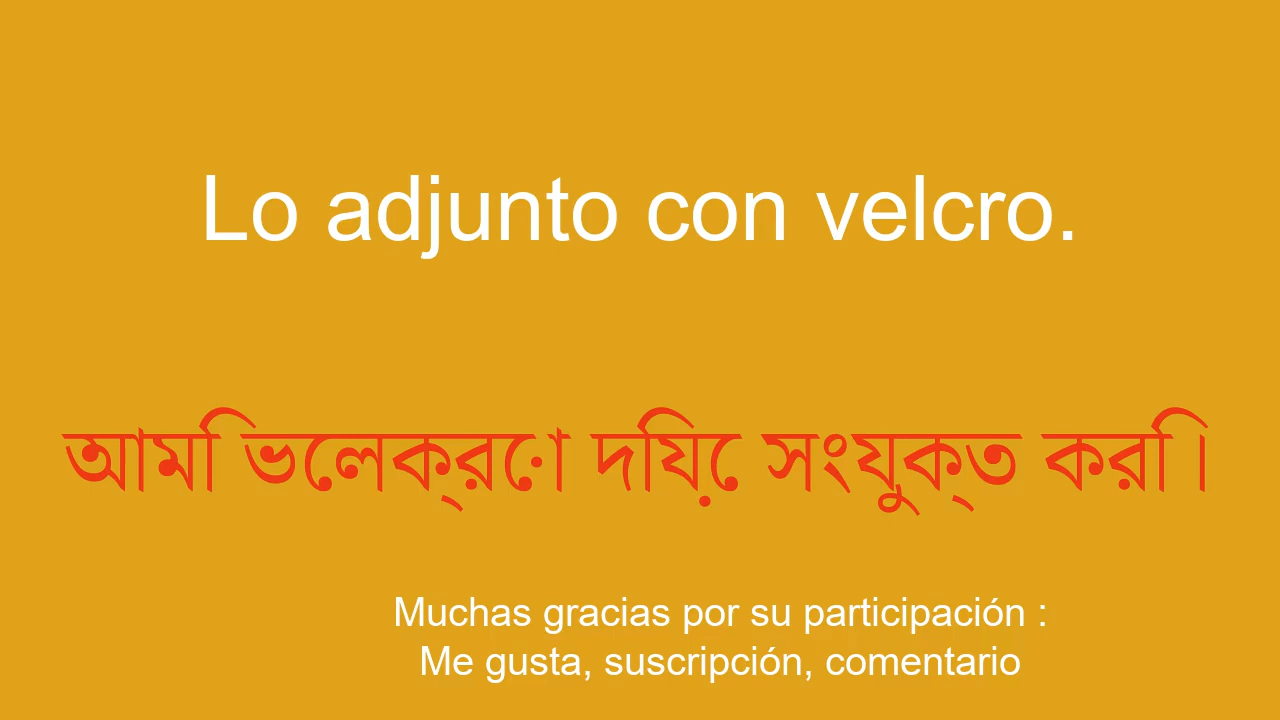 Lo adjunto con velcro.
আমি ভেলক্রো দিয়ে সংযুক্ত করি।
Muchas gracias por su participación :
Me gusta, suscripción, comentario